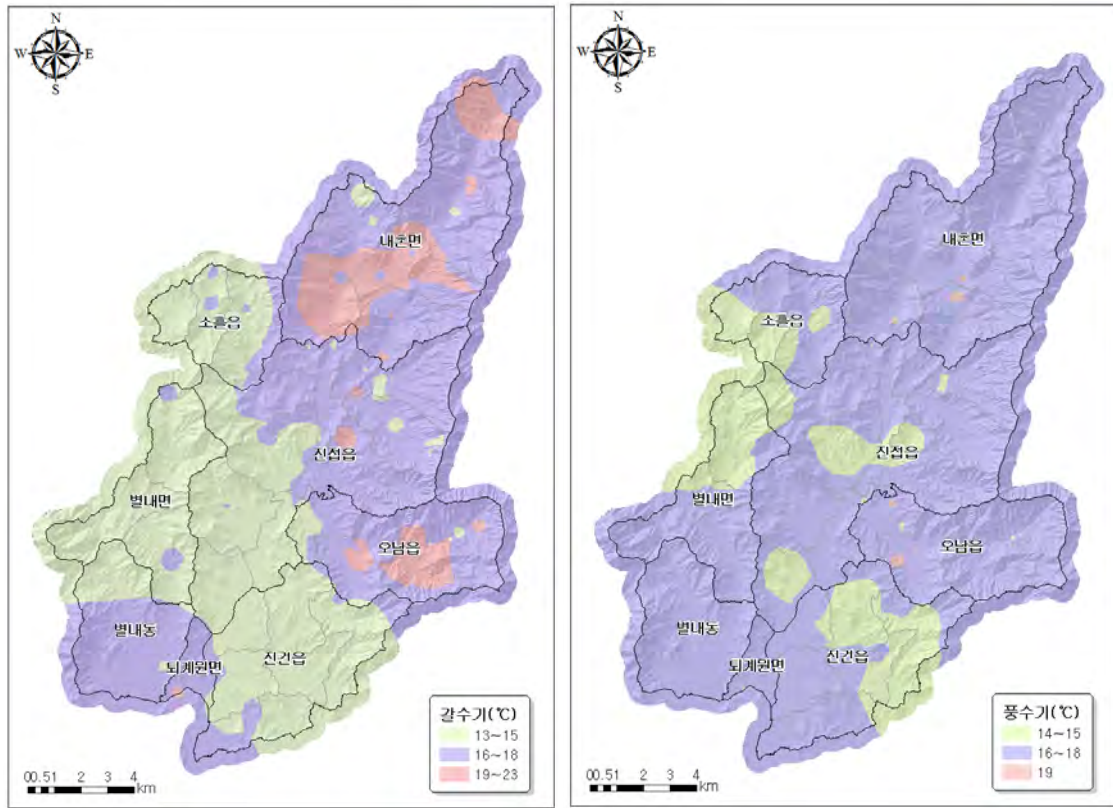 N
W E
S
내촌면
소흘읍
진접읍
별내면
오남읍
별내동
퇴계원면
진건읍
갈수기(℃)
13~15
16~18
19~23
00.51 2 3 4
km
N
W E
S
내촌면
소흘읍
진접읍
별내면
오남읍
별내동
퇴계원면
진건읍
풍수기(℃)
14~15
16~18
19
00.51 2 3 4
km